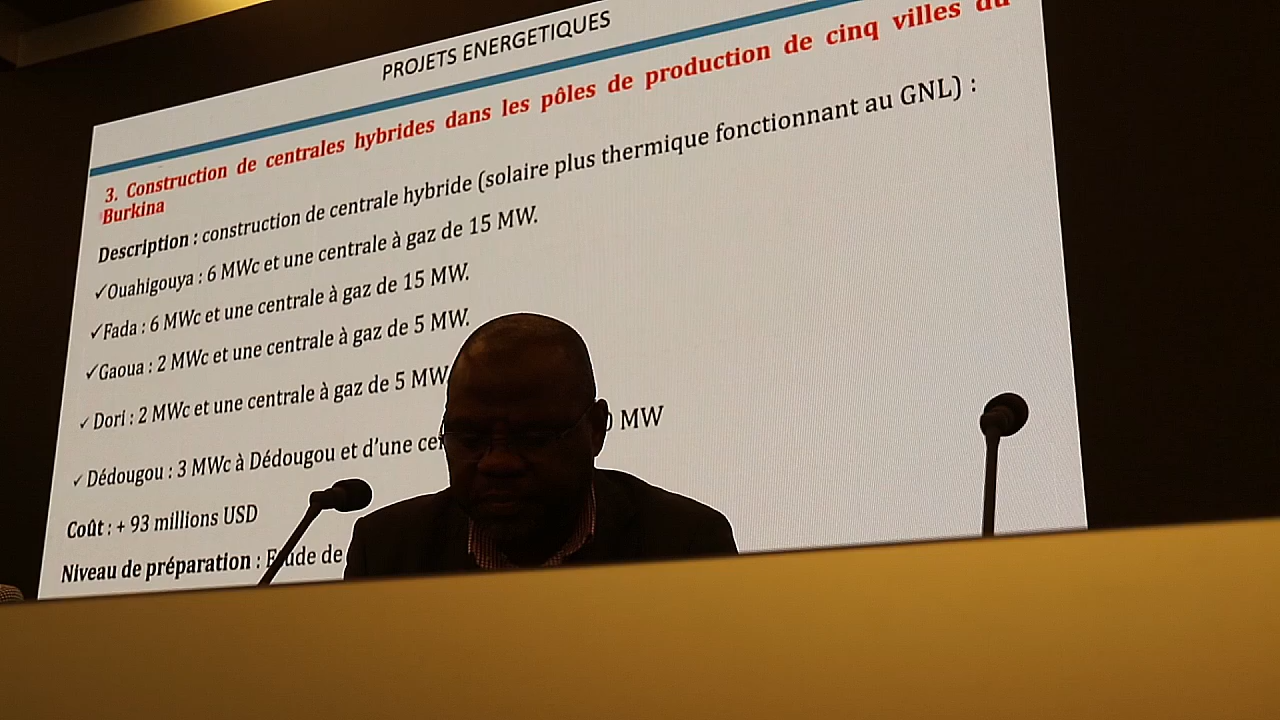 PROJETS ENERGETIQUES
3. Construction de centrales hybrides dans les pôles de production de cinq villes du
Burkina
Description : construction de centrale hybride (solaire plus thermique fonctionnant au GNL) :
✓Ouahigouya : 6 MWc et une centrale à gaz de 15 MW.
✓Fada : 6 MWc et une centrale à gaz de 15 MW.
✓Gaoua : 2 MWc et une centrale à gaz de 5 MW.
✓Dori : 2 MWc et une centrale à gaz de 5 MW
✓Dédougou : 3 MWc à Dédougou et d'une MW
Coût : + 93 millions USD
Niveau de préparation : de